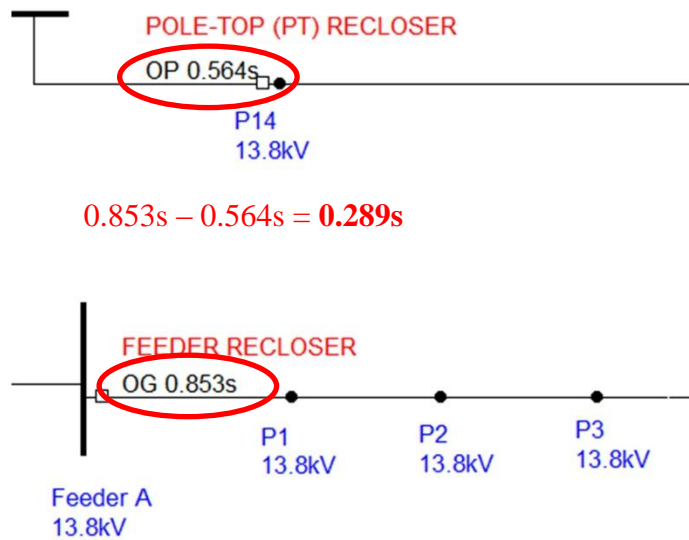 POLE-TOP (PT) RECLOSER
OP 0.564s
P14
13.8kV
0.853s – 0.564s = 0.289s
FEEDER RECLOSER
OG 0.853s
P1
13.8kV
P2
13.8kV
P3
13.8kV
Feeder A
13.8kV